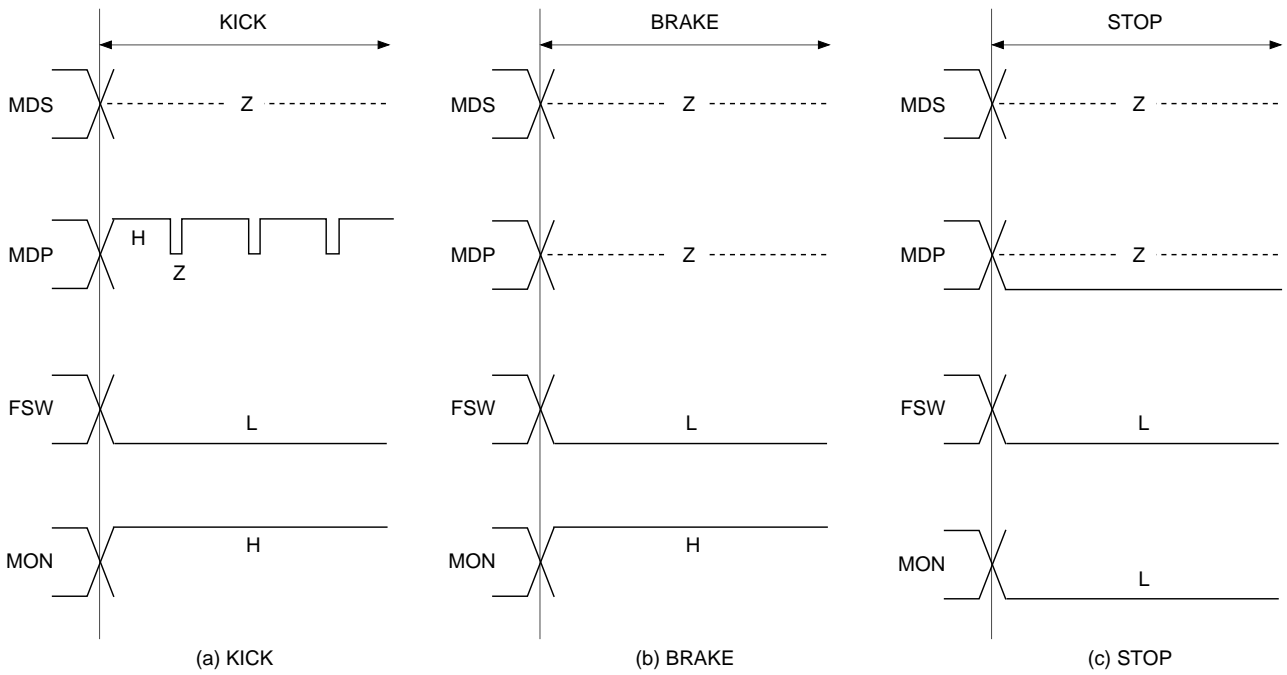 KICK
MDS
Z
MDP
H
Z
FSW
L
MON
H
(a) KICK
BRAKE
MDS
Z
MDP
Z
FSW
L
MON
H
(b) BRAKE
STOP
MDS
Z
MDP
Z
FSW
L
MON
L
(c) STOP